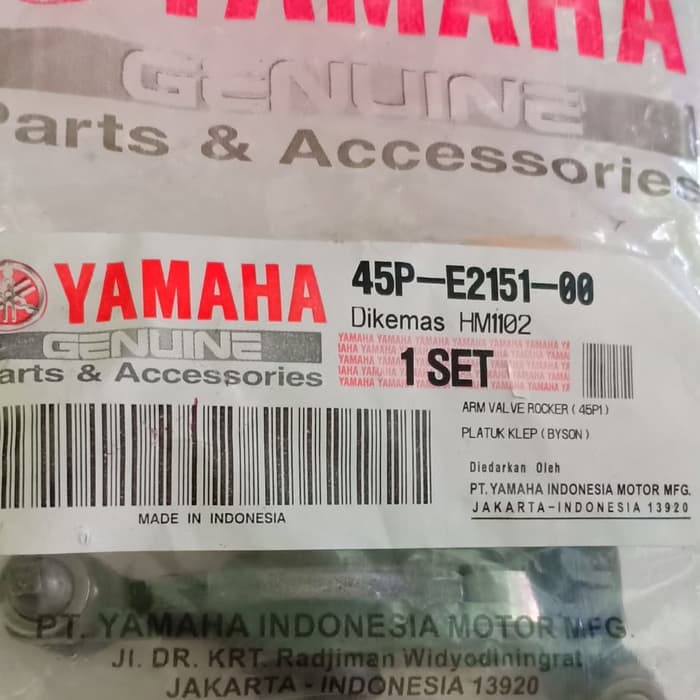 YAMAHA
GENUINE
Parts & Accessories
YAMAHA
GENUINE
arts & Accessories
45P-E2151-00
Dikemas HM1102
1 SET
ARM VALVE ROCKER ( 45P1 )
PLATUK KLEP ( BYSON )
Diedarkan Oleh
PT. YAMAHA INDONESIA MOTOR MFG.
JAKARTA-INDONESIA 13920
MADE IN INDONESIA
PT. YAMAHA INDONESIA MOTOR MFG.
JI. DR. KRT. Radjiman Widyodiningrat
JAKARTA - INDONESIA 13920